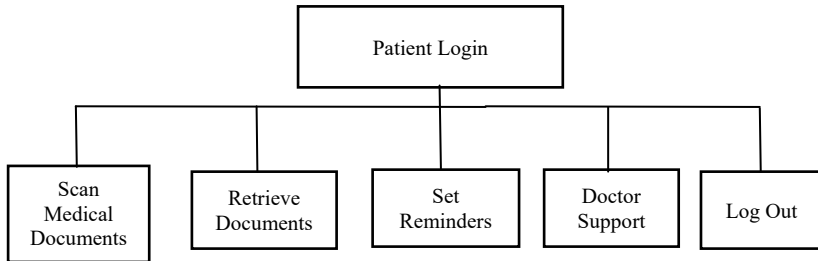 Patient Login
Scan
Medical
Documents
Retrieve
Documents
Set
Reminders
Doctor
Support
Log Out